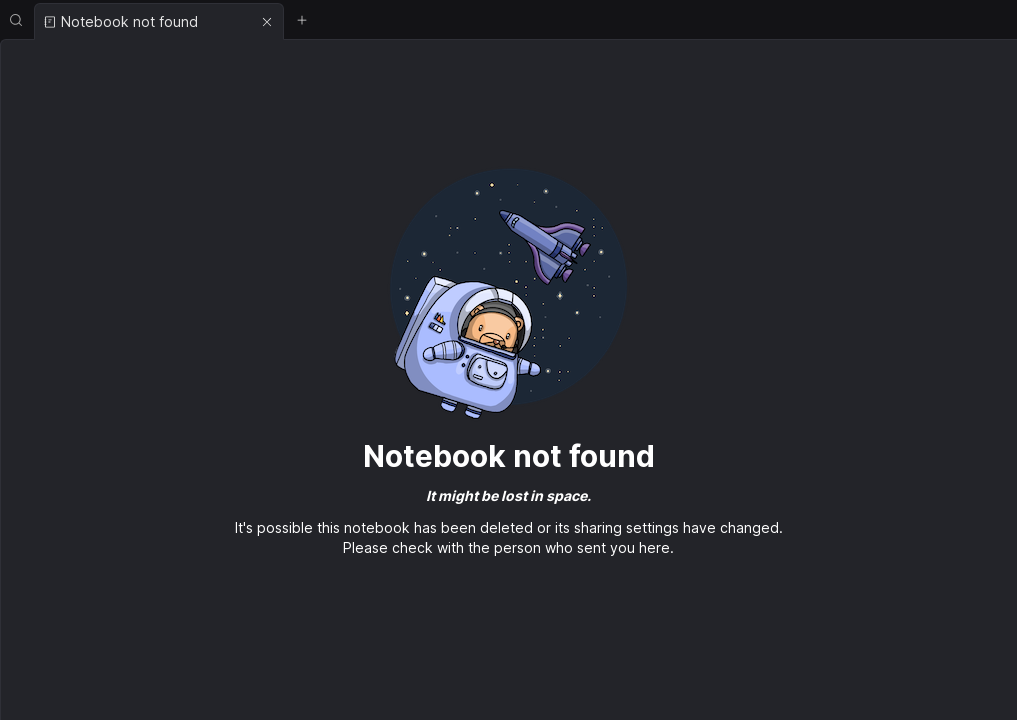 Notebook not found
Notebook not found
It might be lost in space.
It's possible this notebook has been deleted or its sharing settings have changed.
Please check with the person who sent you here.